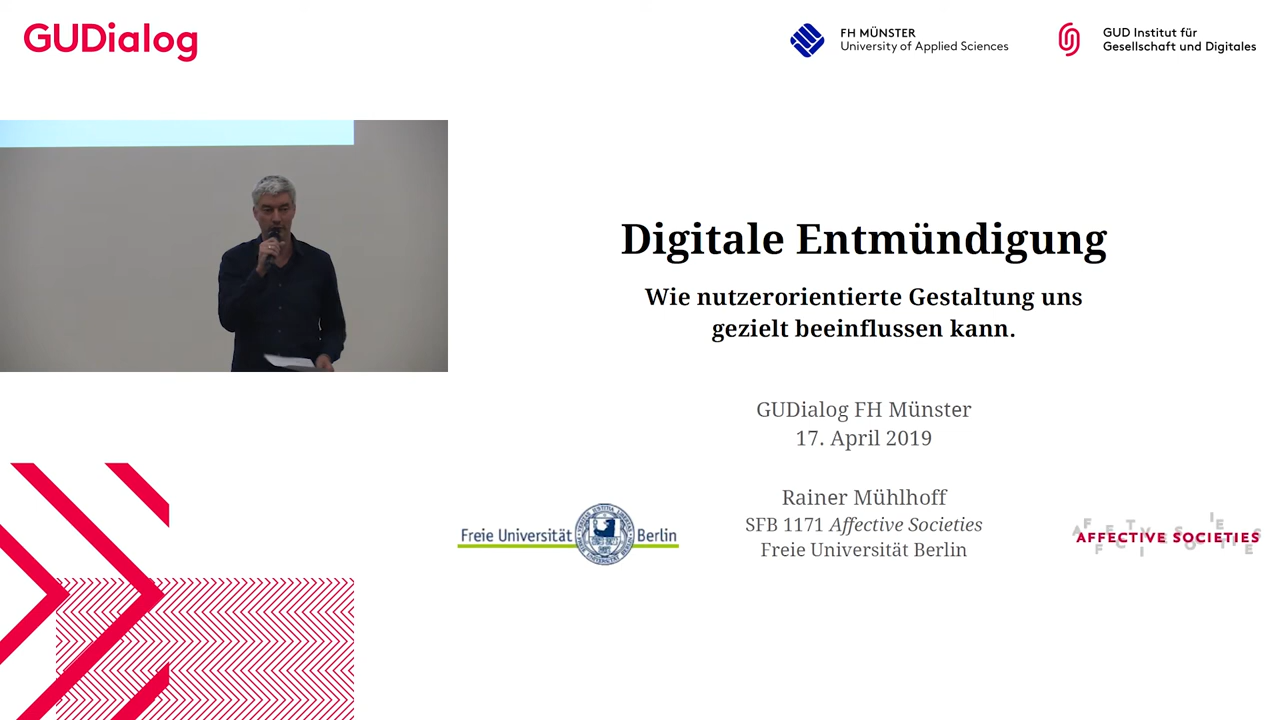 GUDialog
FH MÜNSTER
University of Applied Sciences
GUD Institut für
Gesellschaft und Digitales
Digitale Entmündigung
Wie nutzerorientierte Gestaltung uns
gezielt beeinflussen kann.
GUDialog FH Münster
17. April 2019
Rainer Mühlhoff
SFB 1171 Affective Societies
Freie Universität Berlin
Freie Universität Berlin
AFFECTIVE SOCIETIES